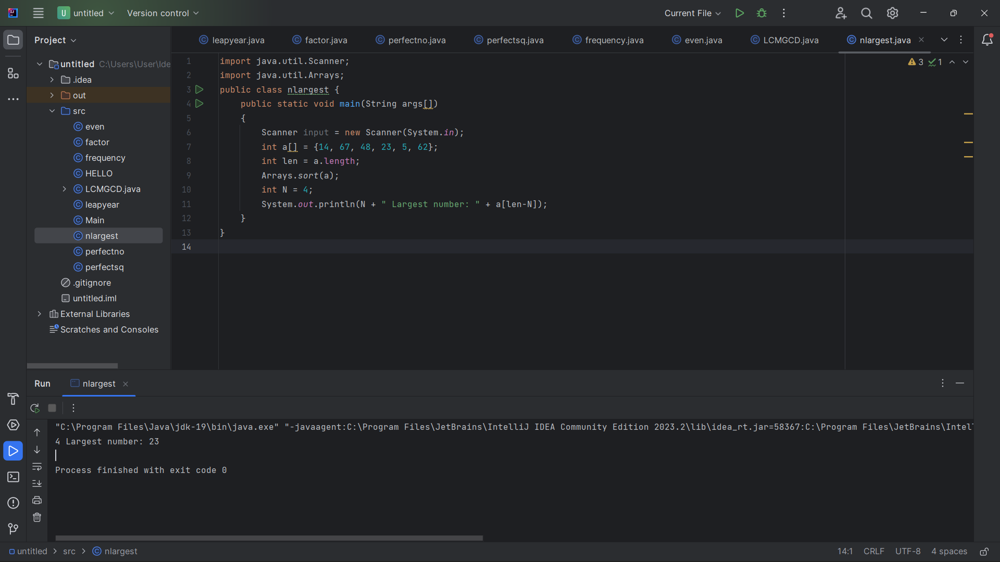 U untitled Version control Current File
Project
leapyear.java factor.java perfectno.java perfectsq.java frequency.java even.java LCMGCD.java nlargest.java
untitled C:\Users\User\Ide
.idea
out
src
even
factor
frequency
HELLO
LCMGCD.java
leapyear
Main
nlargest
perfectno
perfectsq
.gitignore
untitled.iml
External Libraries
Scratches and Consoles
3 1
1 import java.util.Scanner;
2 import java.util.Arrays;
3 public class nlargest {
4 public static void main(String args[])
5 {
6 Scanner input = new Scanner(System.in);
7 int a[] = {14, 67, 48, 23, 5, 62};
8 int len = a.length;
9 Arrays.sort(a);
10 int N = 4;
11 System.out.println(N + " Largest number: " + a[len-N]);
12 }
13 }
14
Run nlargest
"C:\Program Files\Java\jdk-19\bin\java.exe" "-javaagent:C:\Program Files\JetBrains\IntelliJ IDEA Community Edition 2023.2\lib\idea_rt.jar=58367:C:\Program Files\JetBrains\Intel
4 Largest number: 23
Process finished with exit code 0
untitled > src > nlargest
14:1 CRLF UTF-8 4 spaces